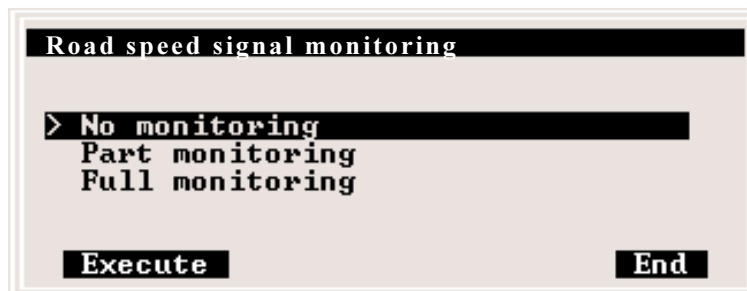 Road speed signal monitoring
> No monitoring
Part monitoring
Full monitoring
Execute End